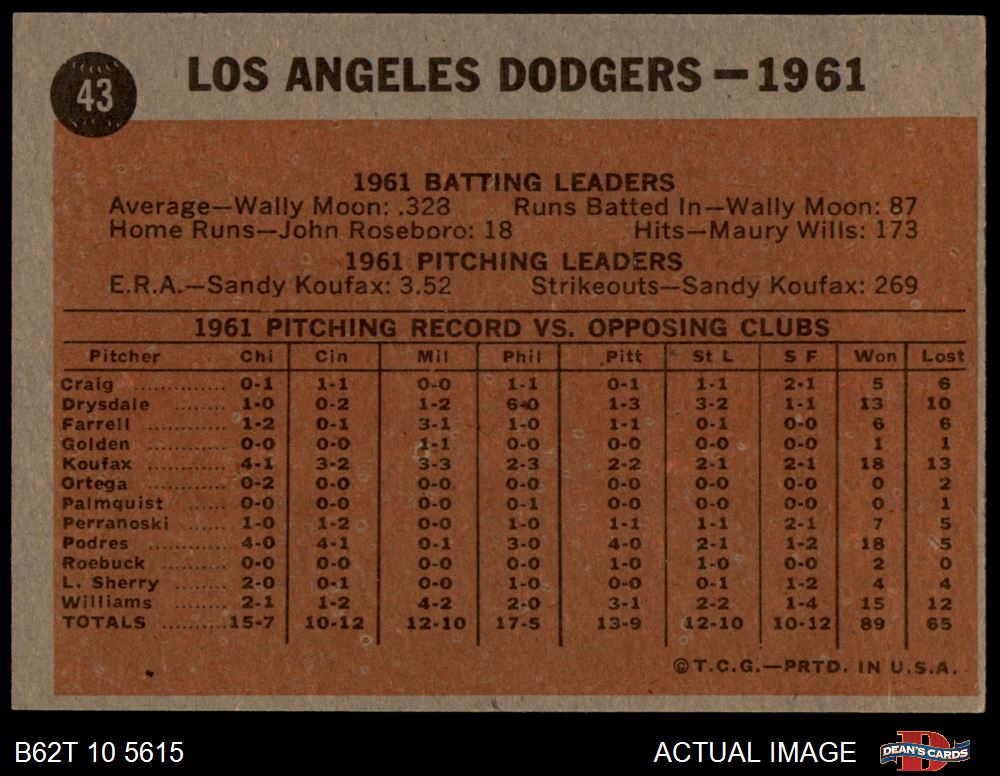 43
LOS ANGELES DODGERS—1961
1961 BATTING LEADERS
Average—Wally Moon: .328 Runs Batted In—Wally Moon: 87
Home Runs—John Roseboro: 18 Hits—Maury Wills: 173
1961 PITCHING LEADERS
E.R.A.—Sandy Koufax: 3.52 Strikeouts—Sandy Koufax: 269
1961 PITCHING RECORD VS. OPPOSING CLUBS
Pitcher Chi Cin Mil Phil Pitt St L S F Won Lost
Craig .............. 0-1 1-1 0-0 1-1 0-1 1-1 2-1 5 6
Drysdale ........ 1-0 0-2 1-2 6-0 1-3 3-2 1-1 13 10
Farrell ............ 1-2 0-1 3-1 1-0 1-1 0-1 0-0 6 6
Golden ............ 0-0 0-0 1-1 0-0 0-0 0-0 0-0 1 1
Koufax ............ 4-1 3-2 3-3 2-3 2-2 2-1 2-1 18 13
Ortega ............ 0-2 0-0 0-0 0-0 0-0 0-0 0-0 0 2
Palmquist ...... 0-0 0-0 0-0 0-1 0-0 0-0 0-0 0 1
Perranoski ...... 1-0 1-2 0-0 1-0 1-1 1-1 2-1 7 5
Podres ............ 4-0 4-1 0-1 3-0 4-0 2-1 1-2 18 5
Roebuck ........ 0-0 0-0 0-0 0-0 1-0 1-0 0-0 2 0
L. Sherry ........ 2-0 0-1 0-0 1-0 0-0 0-1 1-2 4 4
Williams ........ 2-1 1-2 4-2 2-0 3-1 2-2 1-4 15 12
TOTALS .......... 15-7 10-12 12-10 17-5 13-9 12-10 10-12 89 65
©T.C.G.—PRTD. IN U.S.A.
B62T 10 5615 ACTUAL IMAGE D DEAN'S CARDS